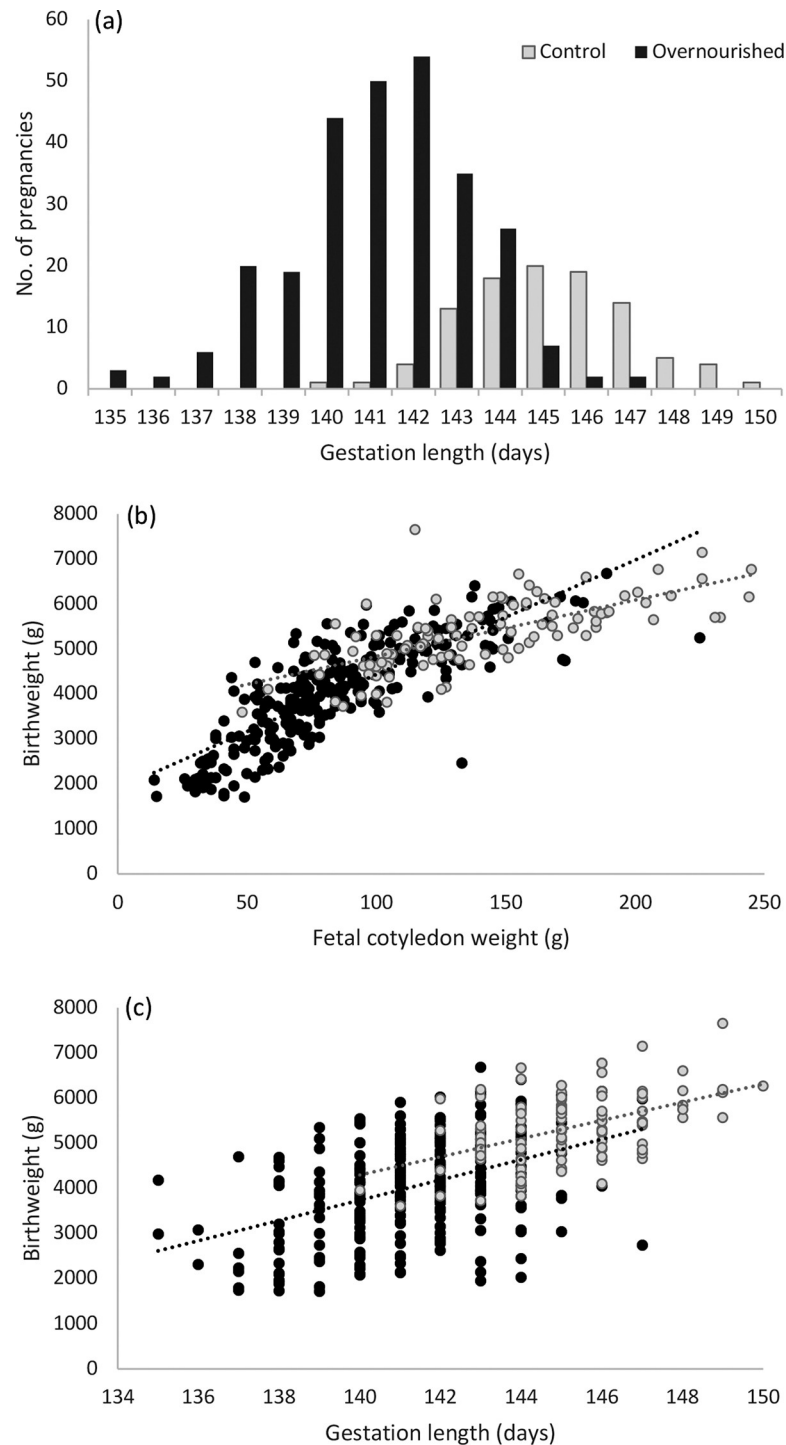 (a)
Control Overnourished
No. of pregnancies
60
50
40
30
20
10
0
135 136 137 138 139 140 141 142 143 144 145 146 147 148 149 150
Gestation length (days)
(b)
Birthweight (g)
8000
7000
6000
5000
4000
3000
2000
1000
0
0 50 100 150 200 250
Fetal cotyledon weight (g)
(c)
Birthweight (g)
8000
7000
6000
5000
4000
3000
2000
1000
0
134 136 138 140 142 144 146 148 150
Gestation length (days)